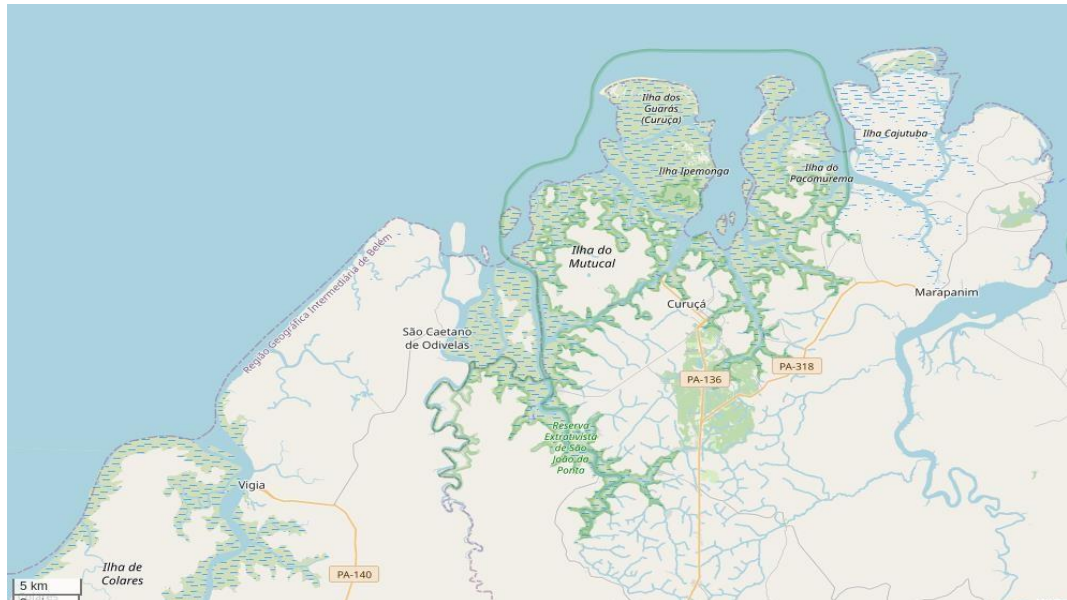 Ilha dos
Guarás
(Curuçá)
Ilha Cajutuba
Ilha Ipemonga
Ilha do
Pacomurema
Região Geográfica Intermediária de Belém
Ilha do
Mutucal
Marapanim
Curuçá
São Caetano
de Odivelas
PA-318
PA-136
Reserva
Extrativista
de São
João da
Ponta
Vigia
Ilha de
Colares
PA-140
5 km